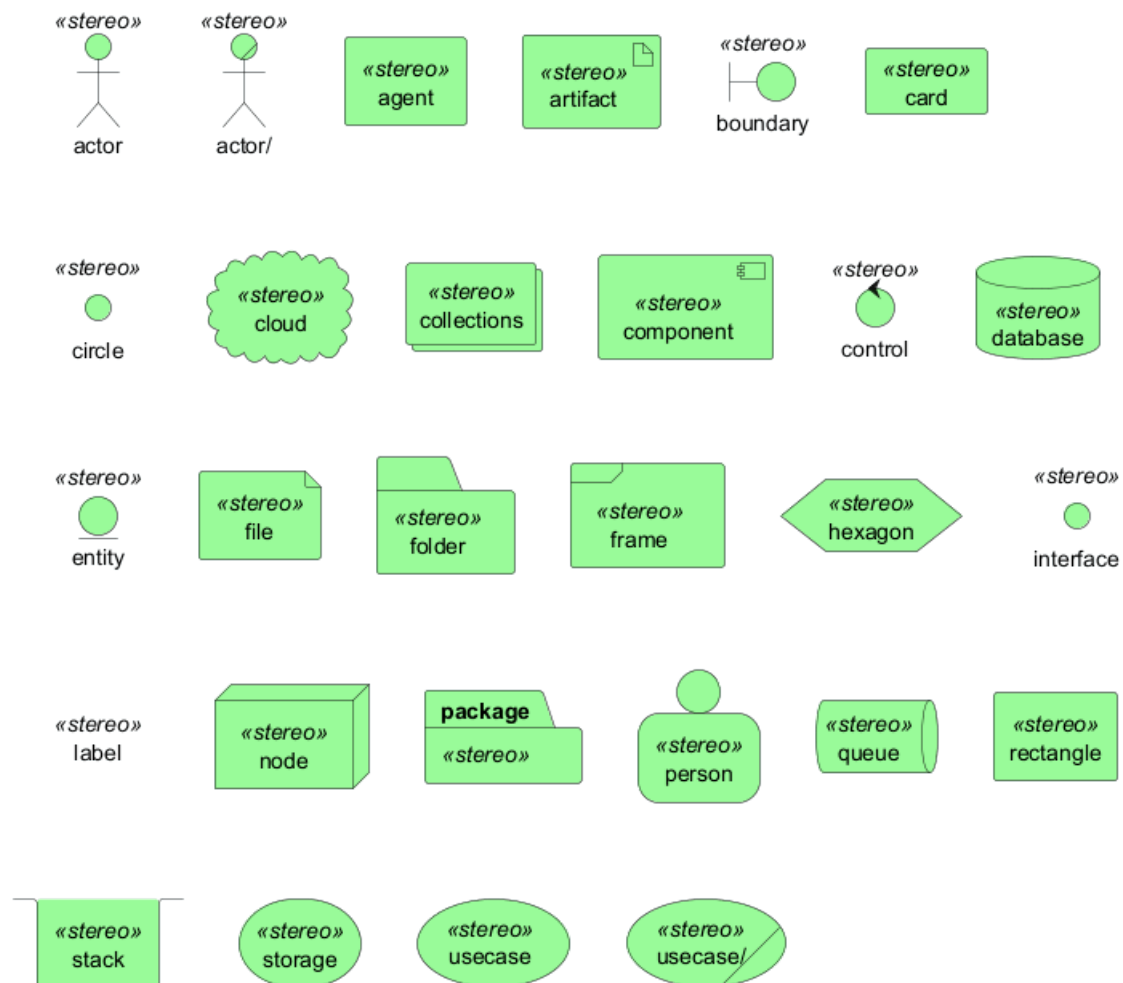 «stereo»
actor
«stereo»
actor/
«stereo»
agent
«stereo»
artifact
«stereo»
boundary
«stereo»
card
«stereo»
circle
«stereo»
cloud
«stereo»
collections
«stereo»
component
«stereo»
control
«stereo»
database
«stereo»
entity
«stereo»
file
«stereo»
folder
«stereo»
frame
«stereo»
hexagon
«stereo»
interface
«stereo»
label
«stereo»
node
package
«stereo»
«stereo»
person
«stereo»
queue
«stereo»
rectangle
«stereo»
stack
«stereo»
storage
«stereo»
usecase
«stereo»
usecase/